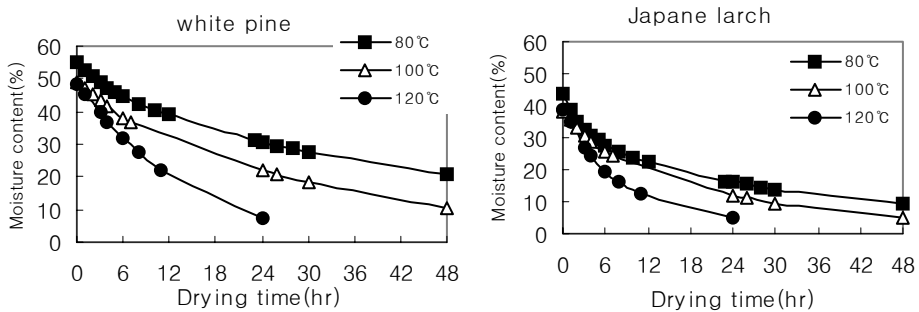 white pine
60
50
40
30
20
10
0
Moisture content(%)
80℃
100℃
120℃
0 6 12 24 30 36 42 48
Drying time(hr)
Japane larch
60
50
40
30
20
10
0
Moisture content(%)
80℃
100℃
120℃
0 6 12 24 30 36 42 48
Drying time(hr)